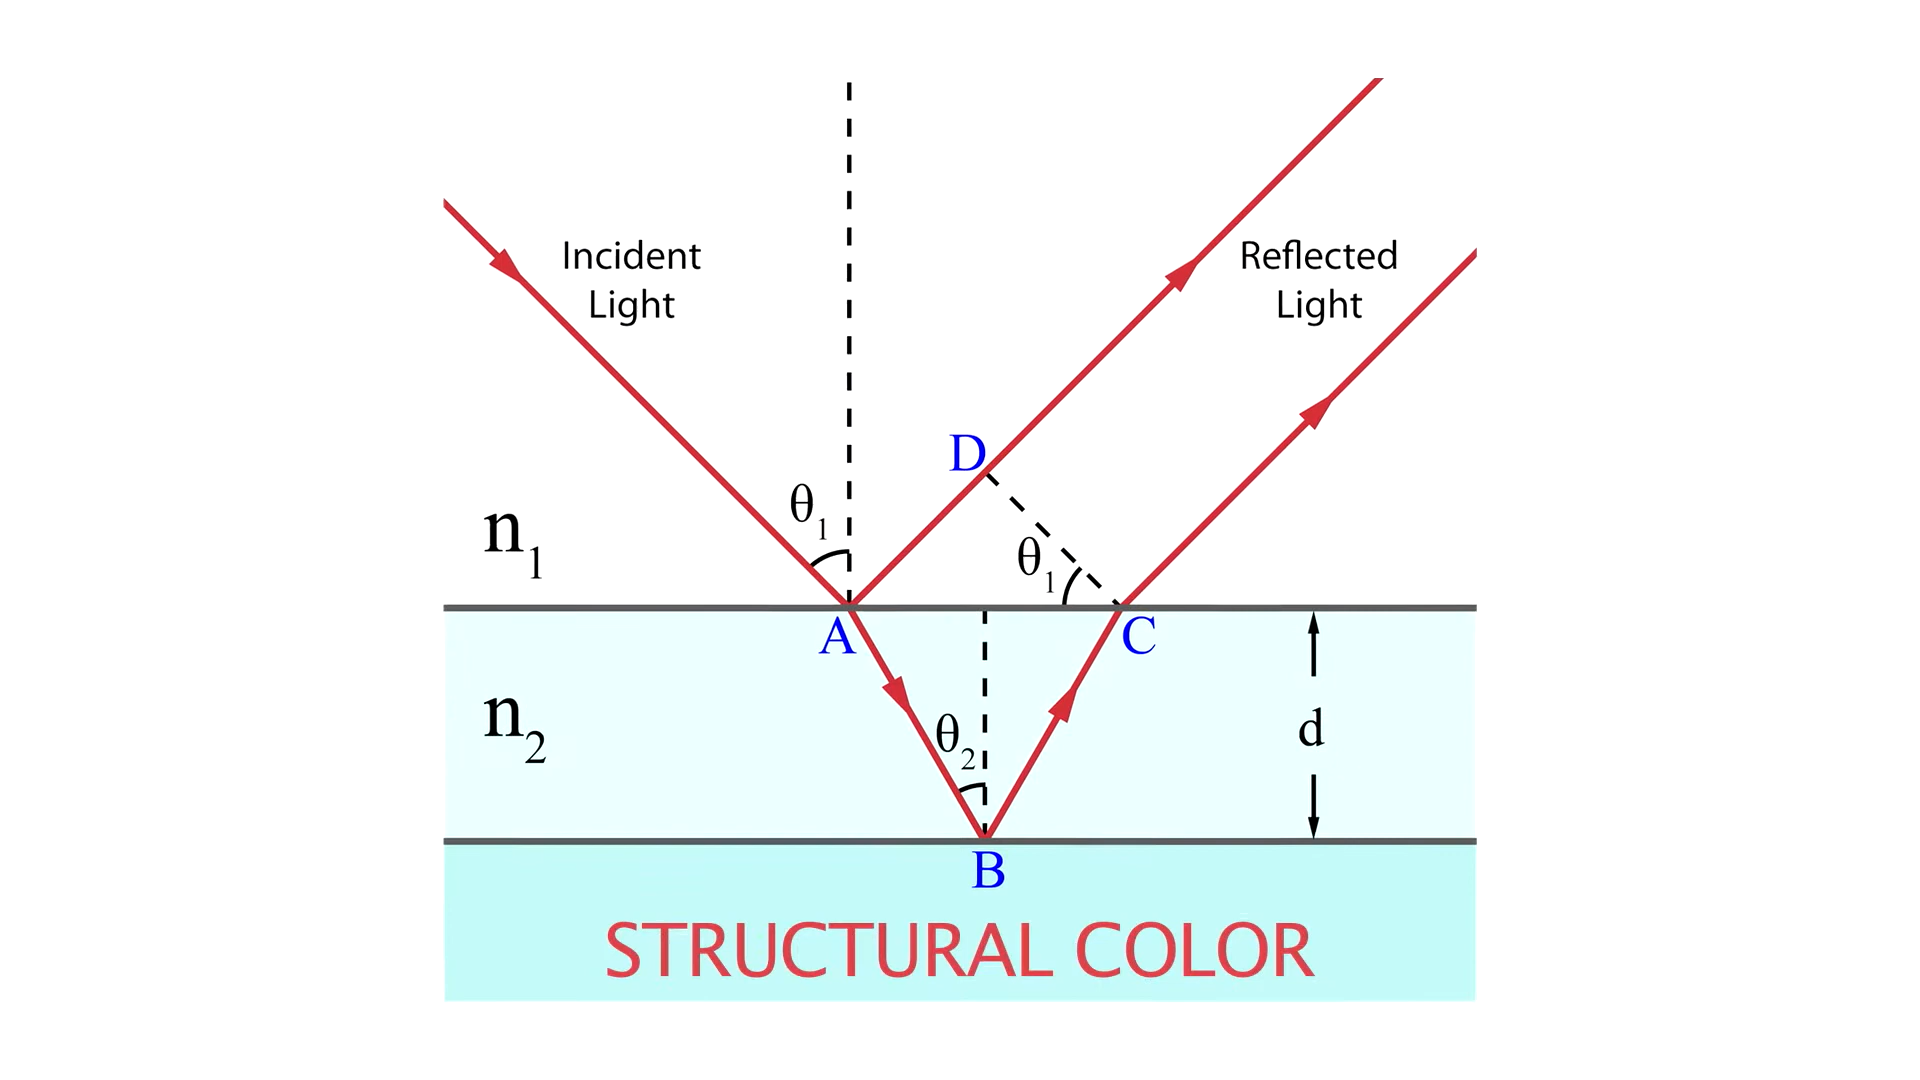 Incident
Light
Reflected
Light
D
θ1
n1
θ1
A
C
n2
θ2
d
B
STRUCTURAL COLOR